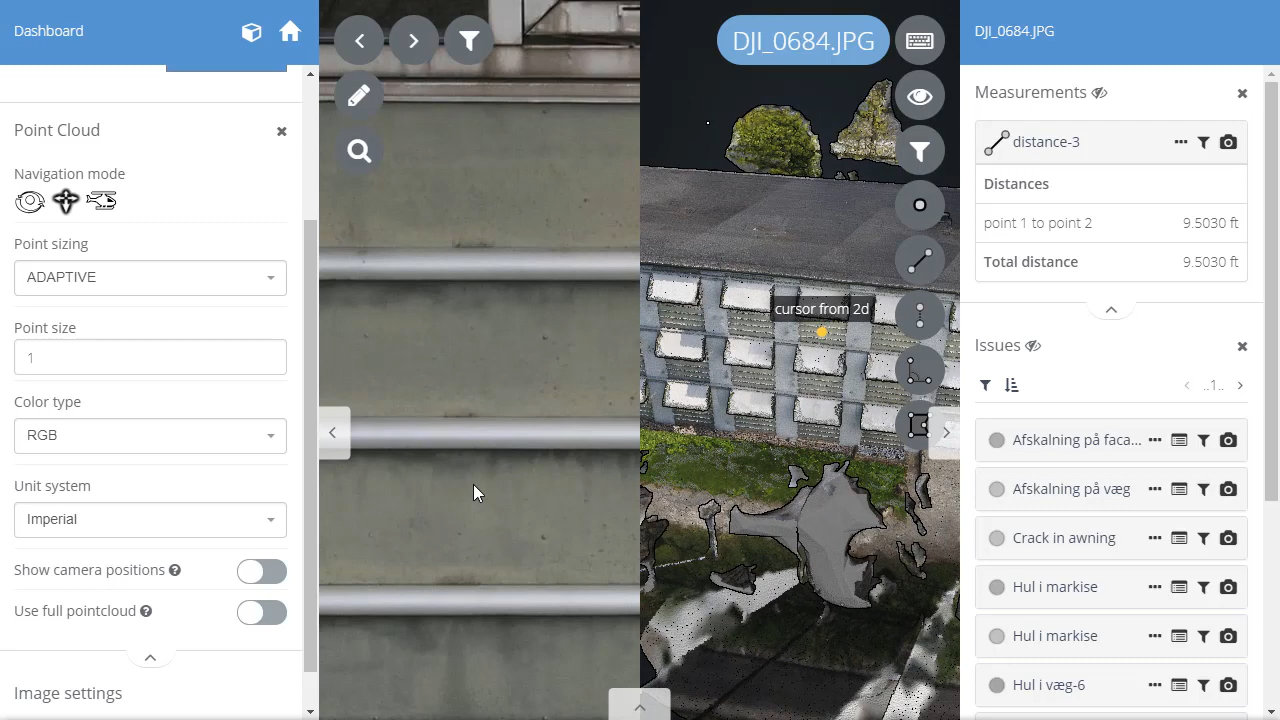 Dashboard
Point Cloud
Navigation mode
Point sizing
ADAPTIVE
Point size
1
Color type
RGB
Unit system
Imperial
Show camera positions
Use full pointcloud
Image settings
DJI_0684.JPG
cursor from 2d
DJI_0684.JPG
Measurements
distance-3
Distances
point 1 to point 2 9.5030 ft
Total distance 9.5030 ft
Issues
..1..
Afskalning på faca...
Afskalning på væg
Crack in awning
Hul i markise
Hul i markise
Hul i væg-6